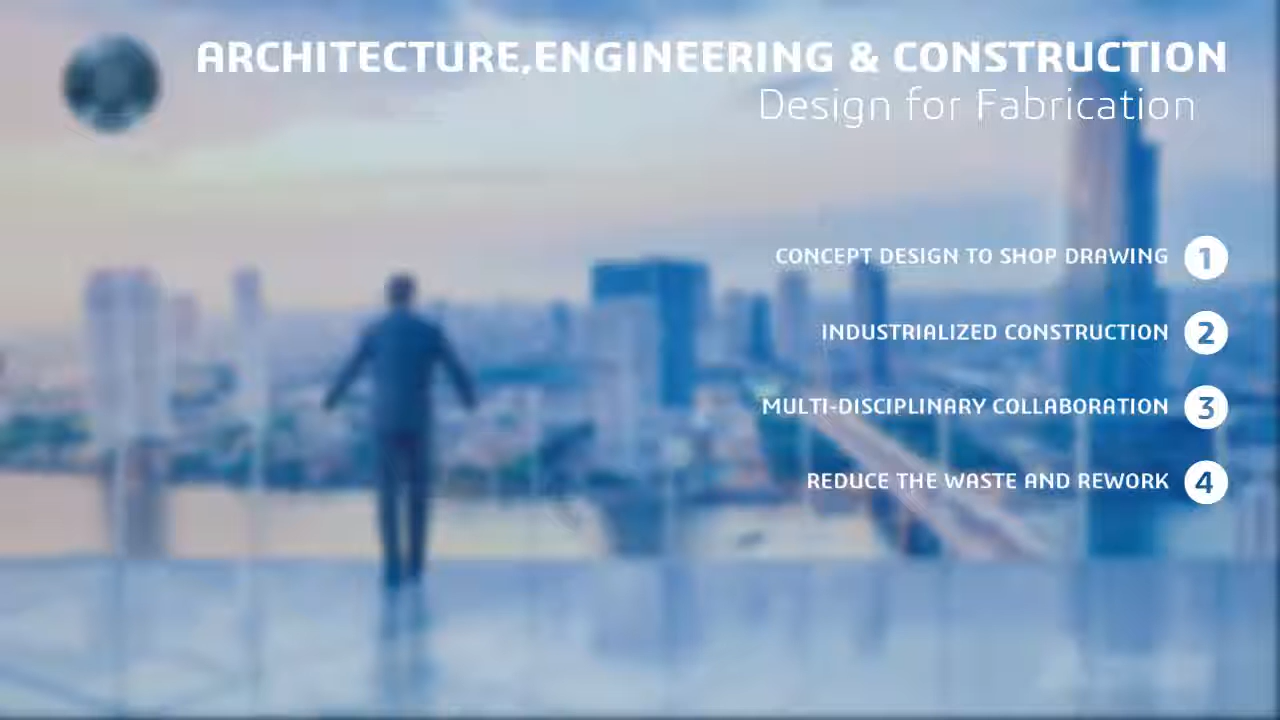 ARCHITECTURE,ENGINEERING & CONSTRUCTION
Design for Fabrication
CONCEPT DESIGN TO SHOP DRAWING 1
INDUSTRIALIZED CONSTRUCTION 2
MULTI-DISCIPLINARY COLLABORATION 3
REDUCE THE WASTE AND REWORK 4